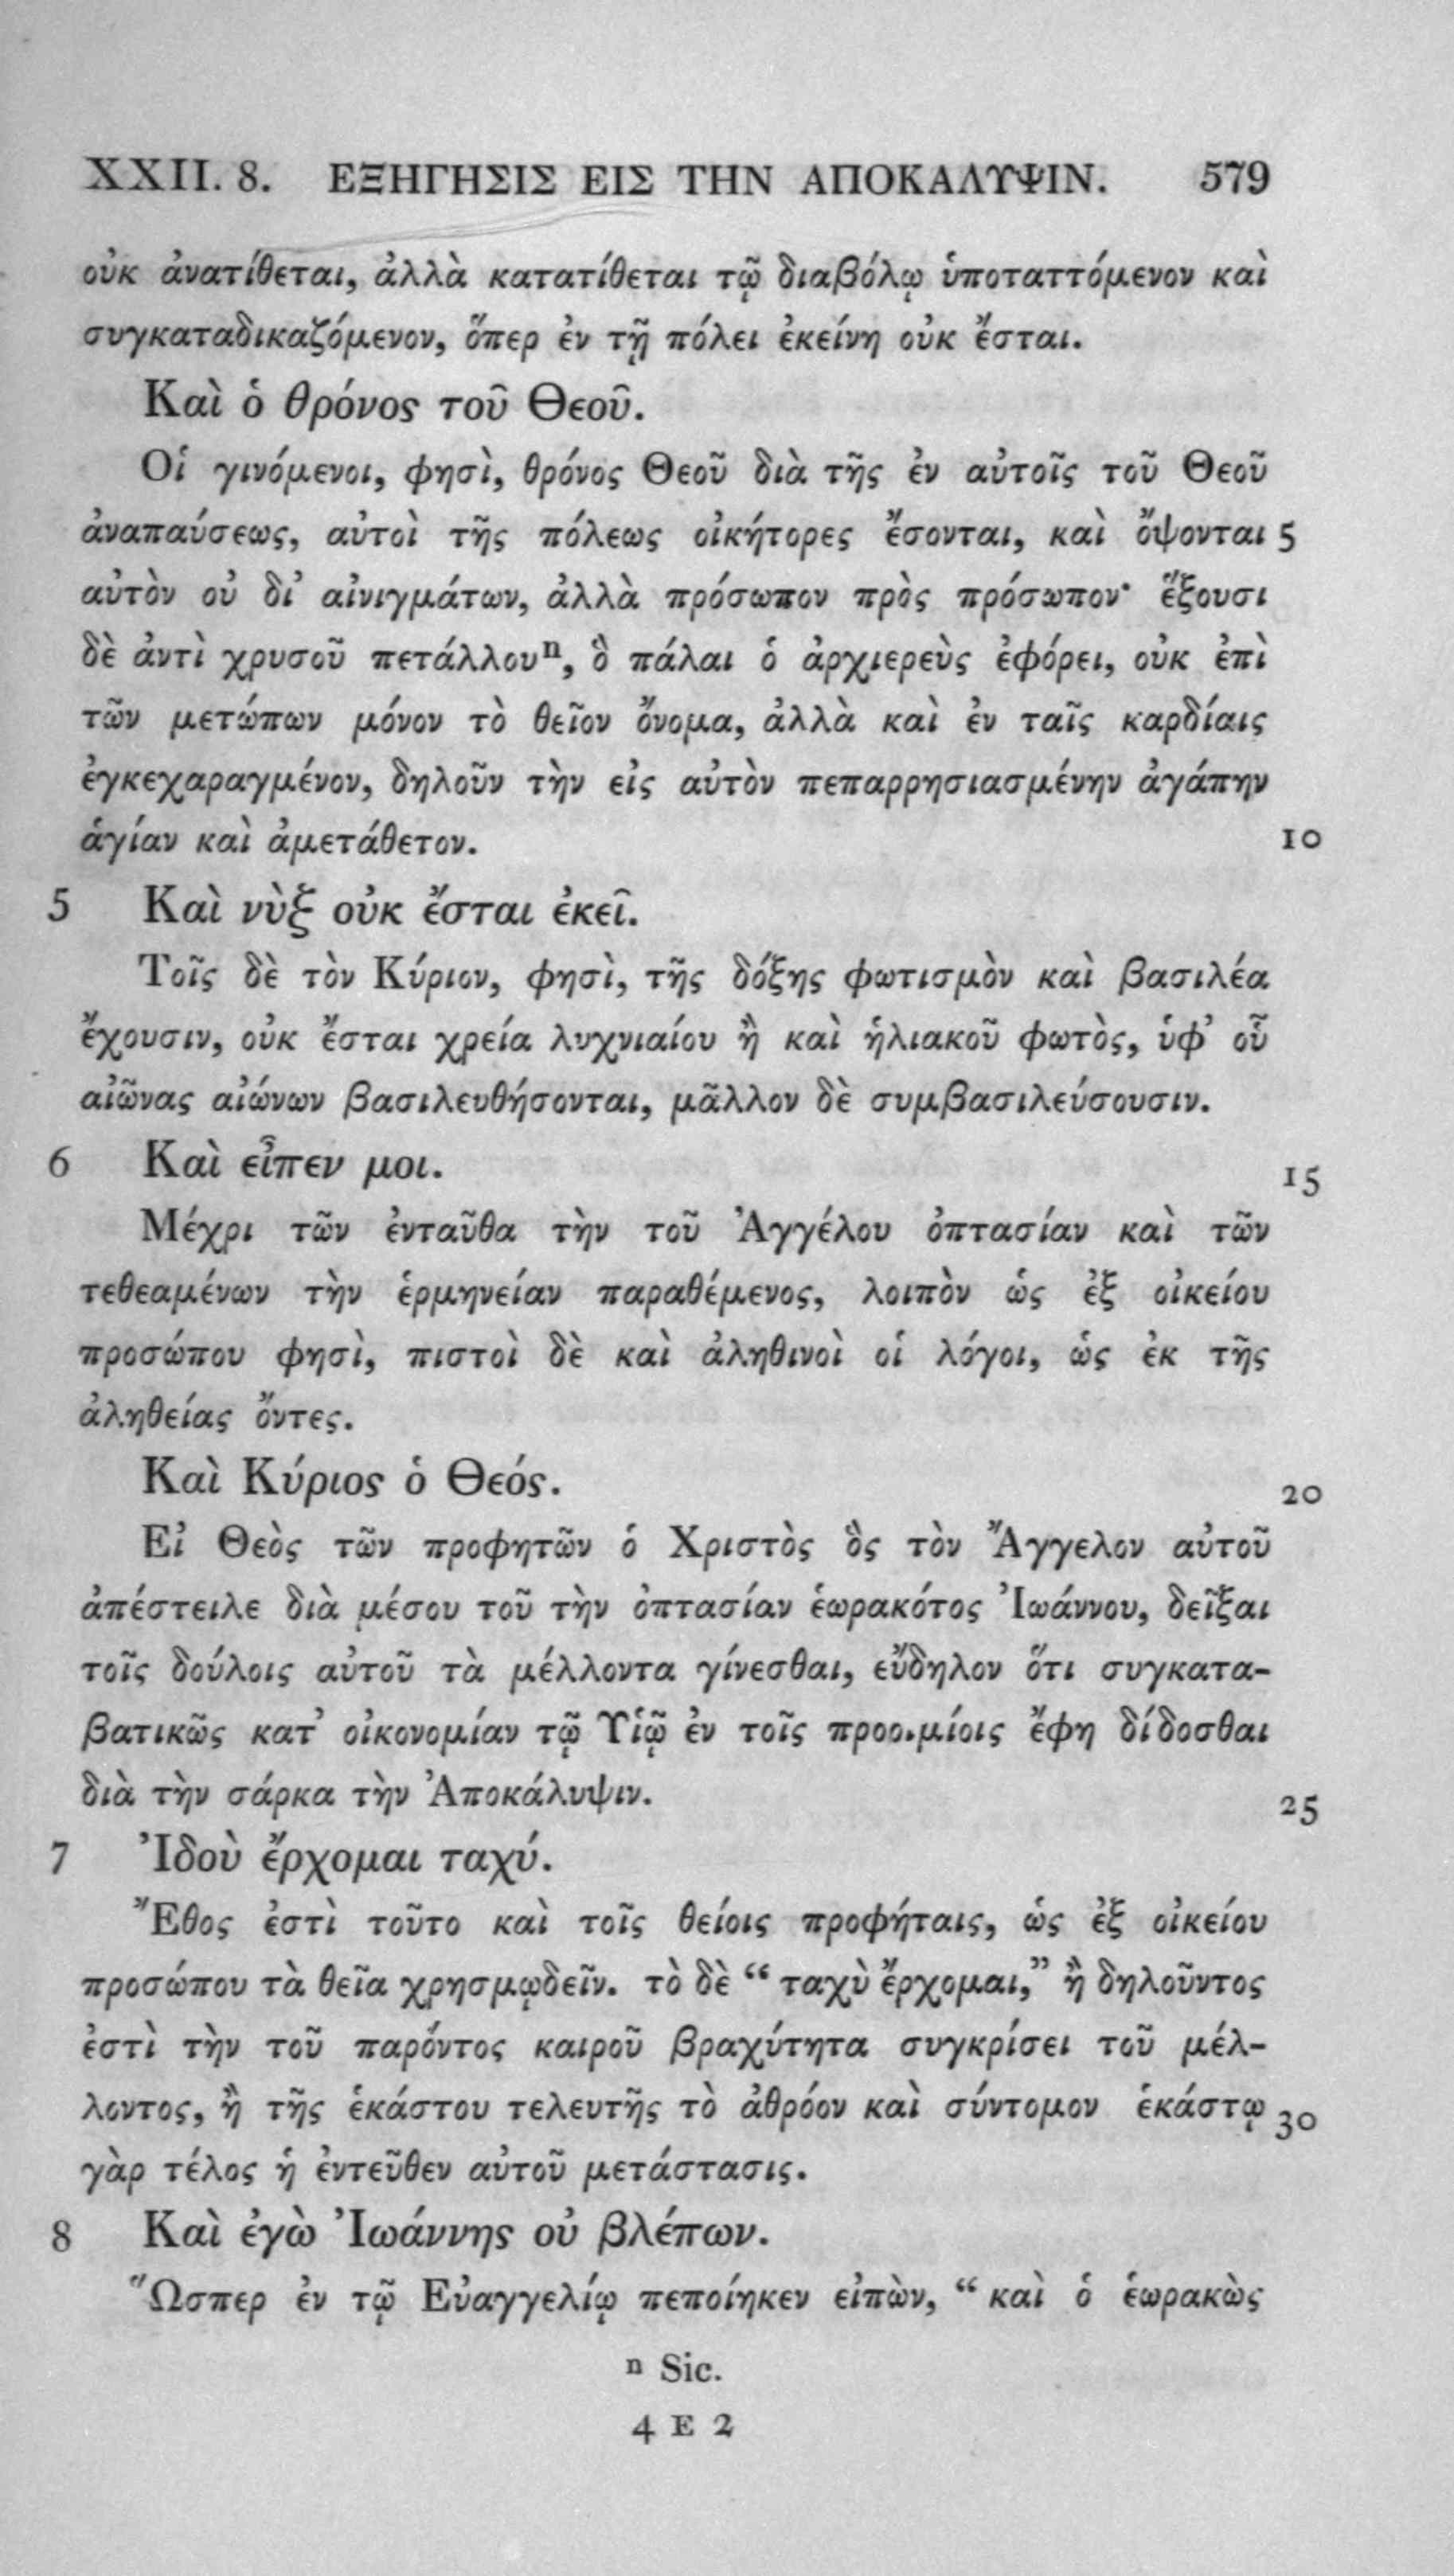 XXII. 8. ΕΞΗΓΗΣΙΣ ΕΙΣ ΤΗΝ ΑΠΟΚΑΛΥΨΙΝ. 579
οὐκ ἀνατίθεται, ἀλλὰ κατατίθεται τῷ διαβόλῳ ὑποταττόμενον καὶ
συγκαταδικαζόμενον, ὅπερ ἐν τῇ πόλει ἐκείνη οὐκ ἔσται.
Καὶ ὁ θρόνος τοῦ Θεοῦ.
Οἱ γινόμενοι, φησὶ, θρόνος Θεοῦ διὰ τῆς ἐν αὐτοῖς τοῦ Θεοῦ
ἀναπαύσεως, αὐτοὶ τῆς πόλεως οἰκήτορες ἔσονται, καὶ ὄψονται 5
αὐτὸν οὐ δι᾽ αἰνιγμάτων, ἀλλὰ πρόσωπον πρὸς πρόσωπον· ἕξουσι
δὲ ἀντὶ χρυσοῦ πετάλλουⁿ, ὃ πάλαι ὁ ἀρχιερεὺς ἐφόρει, οὐκ ἐπὶ
τῶν μετώπων μόνον τὸ θεῖον ὄνομα, ἀλλὰ καὶ ἐν ταῖς καρδίαις
ἐγκεχαραγμένον, δηλοῦν τὴν εἰς αὐτὸν πεπαρρησιασμένην ἀγάπην
ἁγίαν καὶ ἀμετάθετον. 10
5 Καὶ νὺξ οὐκ ἔσται ἐκεῖ.
Τοῖς δὲ τὸν Κύριον, φησὶ, τῆς δόξης φωτισμὸν καὶ βασιλέα
ἔχουσιν, οὐκ ἔσται χρεία λυχνιαίου ἢ καὶ ἡλιακοῦ φωτὸς, ὑφ᾽ οὗ
αἰῶνας αἰώνων βασιλευθήσονται, μᾶλλον δὲ συμβασιλεύσουσιν.
6 Καὶ εἶπεν μοι. 15
Μέχρι τῶν ἐνταῦθα τὴν τοῦ Ἀγγέλου ὀπτασίαν καὶ τῶν
τεθεαμένων τὴν ἑρμηνείαν παραθέμενος, λοιπὸν ὡς ἐξ οἰκείου
προσώπου φησὶ, πιστοὶ δὲ καὶ ἀληθινοὶ οἱ λόγοι, ὡς ἐκ τῆς
ἀληθείας ὄντες.
Καὶ Κύριος ὁ Θεός. 20
Εἰ Θεὸς τῶν προφητῶν ὁ Χριστὸς ὃς τὸν Ἄγγελον αὐτοῦ
ἀπέστειλε διὰ μέσου τοῦ τὴν ὀπτασίαν ἑωρακότος Ἰωάννου, δεῖξαι
τοῖς δούλοις αὐτοῦ τὰ μέλλοντα γίνεσθαι, εὔδηλον ὅτι συγκατα-
βατικῶς κατ᾽ οἰκονομίαν τῷ Υἱῷ ἐν τοῖς προοιμίοις ἔφη δίδοσθαι
διὰ τὴν σάρκα τὴν Ἀποκάλυψιν. 25
7 Ἰδοὺ ἔρχομαι ταχύ.
Ἔθος ἐστὶ τοῦτο καὶ τοῖς θείοις προφήταις, ὡς ἐξ οἰκείου
προσώπου τὰ θεῖα χρησμῳδεῖν. τὸ δὲ “ ταχὺ ἔρχομαι,” ἢ δηλοῦντος
ἐστὶ τὴν τοῦ παρόντος καιροῦ βραχύτητα συγκρίσει τοῦ μέλ-
λοντος, ἢ τῆς ἑκάστου τελευτῆς τὸ ἀθρόον καὶ σύντομον ἑκάστῳ 30
γὰρ τέλος ἡ ἐντεῦθεν αὐτοῦ μετάστασις.
8 Καὶ ἐγὼ Ἰωάννης οὐ βλέπων.
Ὥσπερ ἐν τῷ Εὐαγγελίῳ πεποίηκεν εἰπὼν, “ καὶ ὁ ἑωρακὼς
ⁿ Sic.
4 E 2